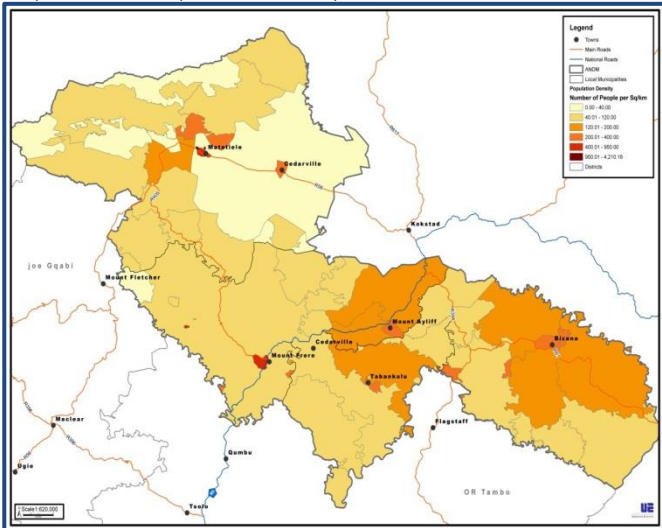 Legend
Towns
Main Roads
National Roads
ANDM
Local Municipalities
Population Density
Number of People per Sq/km
0.00 - 40.00
40.01 - 120.00
120.01 - 200.00
200.01 - 400.00
400.01 - 950.00
950.01 - 4,210.16
Districts
Matatiele
Cedarville
Kokstad
joe Gqabi
Mount Fletcher
Mount Ayliff
Bizana
Cedarville
Mount Frere
Tabankulu
Maclear
Flagstaff
Qumbu
Ugie
OR Tambu
Tsolo
Scale1:620,000